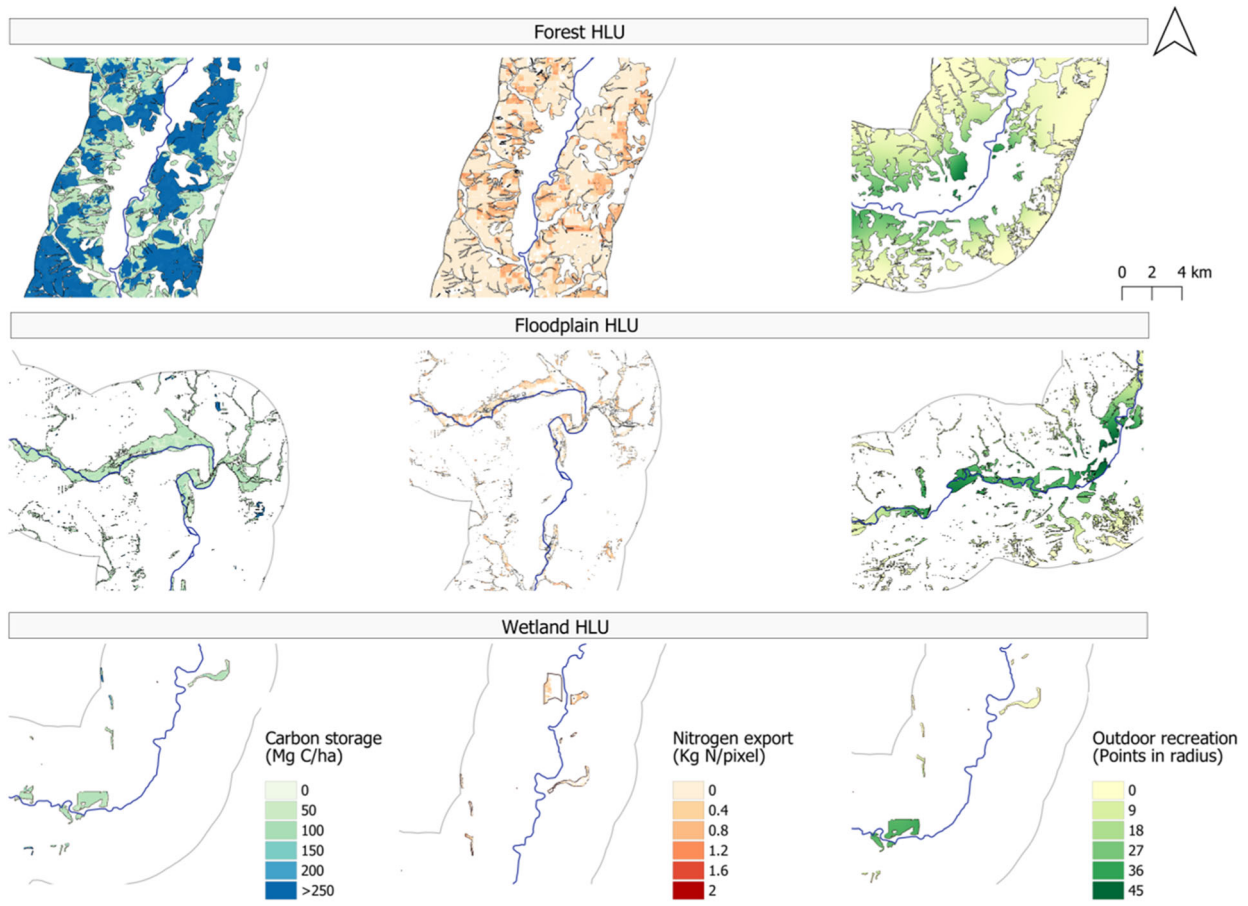 Forest HLU
0 2 4 km
Floodplain HLU
Wetland HLU
Carbon storage
(Mg C/ha)
0
50
100
150
200
>250
Nitrogen export
(Kg N/pixel)
0
0.4
0.8
1.2
1.6
2
Outdoor recreation
(Points in radius)
0
9
18
27
36
45